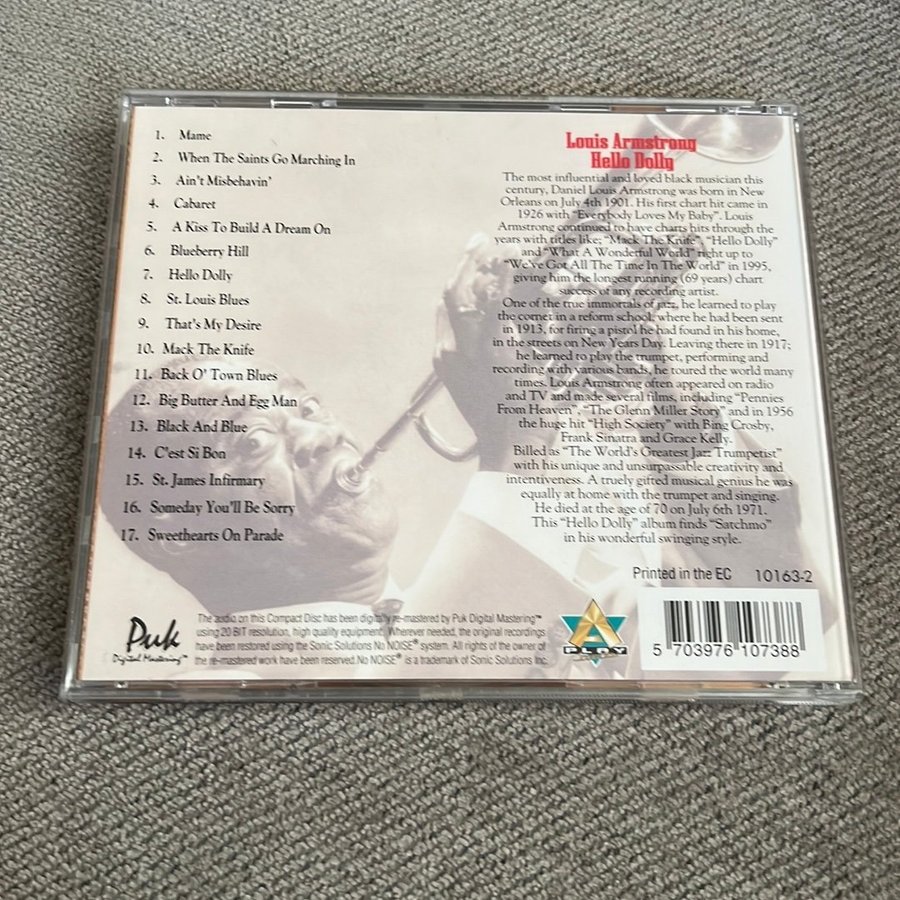 1. Mame
2. When The Saints Go Marching In
3. Ain't Misbehavin'
4. Cabaret
5. A Kiss To Build A Dream On
6. Blueberry Hill
7. Hello Dolly
8. St. Louis Blues
9. That's My Desire
10. Mack The Knife
11. Back O' Town Blues
12. Big Butter And Egg Man
13. Black And Blue
14. C'est Si Bon
15. St. James Infirmary
16. Someday You'll Be Sorry
17. Sweethearts On Parade
Louis Armstrong
Hello Dolly
The most influential and loved black musician this
century, Daniel Louis Armstrong was born in New
Orleans on July 4th 1901. His first chart hit came in
1926 with "Everybody Loves My Baby". Louis
Armstrong continued to have charts hits through the
years with titles like; "Mack The Knife", "Hello Dolly"
and "What A Wonderful World" right up to
"We've Got All The Time In The World" in 1995,
giving him the longest running (69 years) chart
success of any recording artist.
One of the true immortals of jazz, he learned to play
the cornet in a reform school, where he had been sent
in 1913, for firing a pistol he had found in his home,
in the streets on New Years Day. Leaving there in 1917;
he learned to play the trumpet, performing and
recording with various bands, he toured the world many
times. Louis Armstrong often appeared on radio
and TV and made several films, including "Pennies
From Heaven", "The Glenn Miller Story" and in 1956
the huge hit "High Society" with Bing Crosby,
Frank Sinatra and Grace Kelly.
Billed as "The World's Greatest Jazz Trumpetist"
with his unique and unsurpassable creativity and
intentiveness. A truely gifted musical genius he was
equally at home with the trumpet and singing.
He died at the age of 70 on July 6th 1971.
This "Hello Dolly" album finds "Satchmo"
in his wonderful swinging style.
Printed in the EC 10163-2
Puk
Digital Mastering™
The audio on this Compact Disc has been digitally re-mastered by Puk Digital Mastering™
using 20 BIT resolution, high quality equipment. Wherever needed, the original recordings
have been restored using the Sonic Solutions No NOISE® system. All rights of the owner of
the re-mastered work have been reserved. No NOISE® is a trademark of Sonic Solutions Inc.
PLAY
5 703976 107388